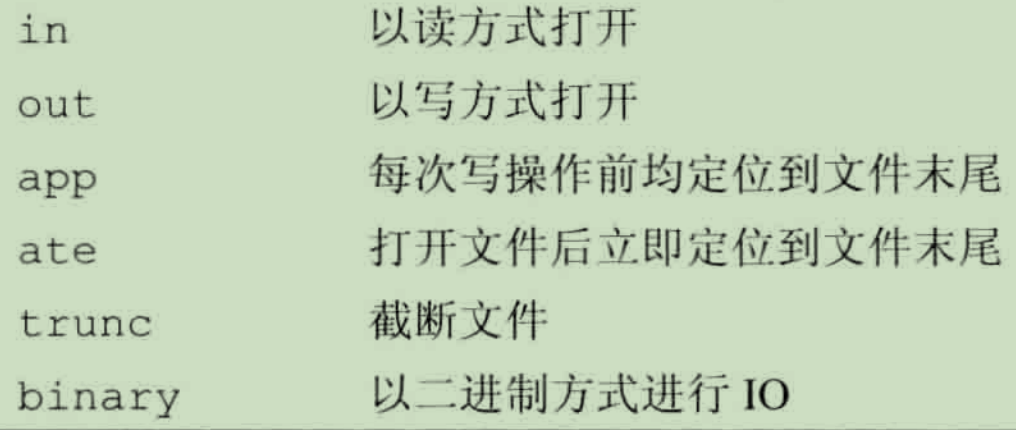 in 以读方式打开
out 以写方式打开
app 每次写操作前均定位到文件末尾
ate 打开文件后立即定位到文件末尾
trunc 截断文件
binary 以二进制方式进行 IO